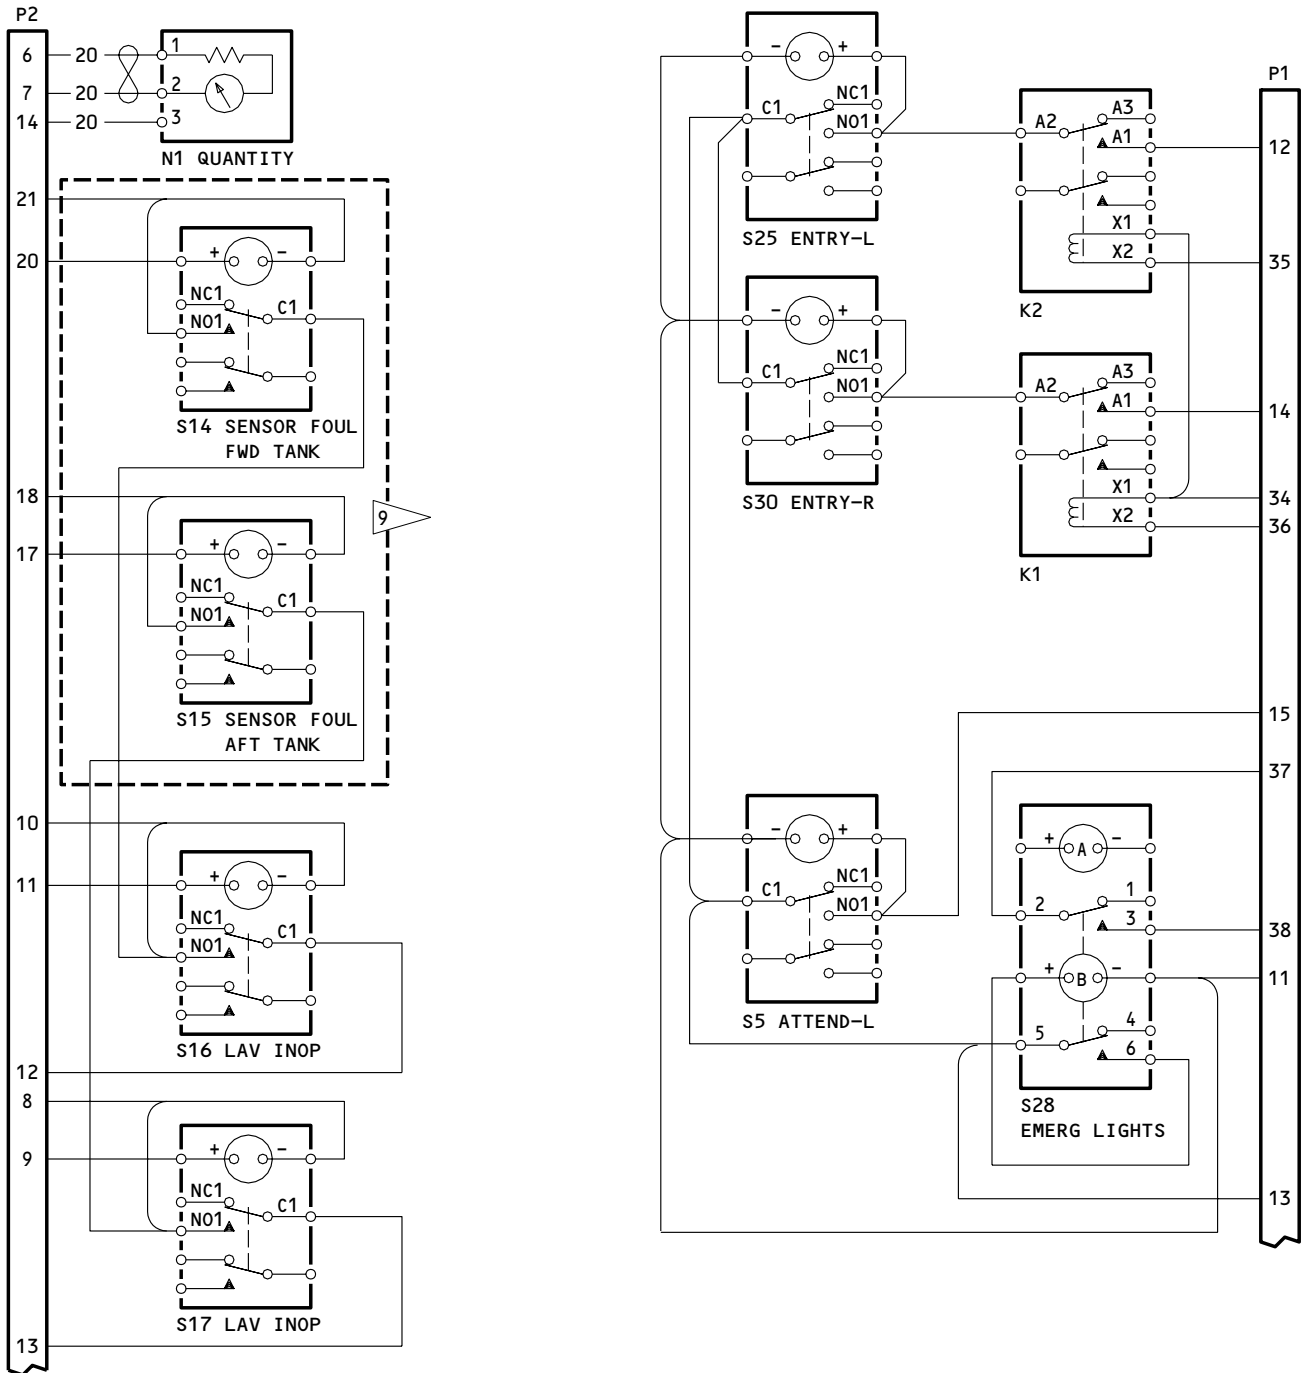 P2
6 20 1
7 20 2
14 20 3
N1 QUANTITY
21
20 + -
NC1 C1
NO1
S14 SENSOR FOUL
FWD TANK
18
9
17 + -
NC1 C1
NO1
S15 SENSOR FOUL
AFT TANK
10
11 + -
NC1 C1
NO1
S16 LAV INOP
12
8
9 + -
NC1 C1
NO1
S17 LAV INOP
13
- +
NC1
C1
NO1
S25 ENTRY-L
- +
NC1
C1
NO1
S30 ENTRY-R
- +
NC1
C1
NO1
S5 ATTEND-L
P1
A3
A2
A1 12
X1
X2 35
K2
A3
A2
A1 14
X1 34
X2 36
K1
15
37
+ A -
1
2
3 38
+ B - 11
4
5
6
S28
EMERG LIGHTS
13